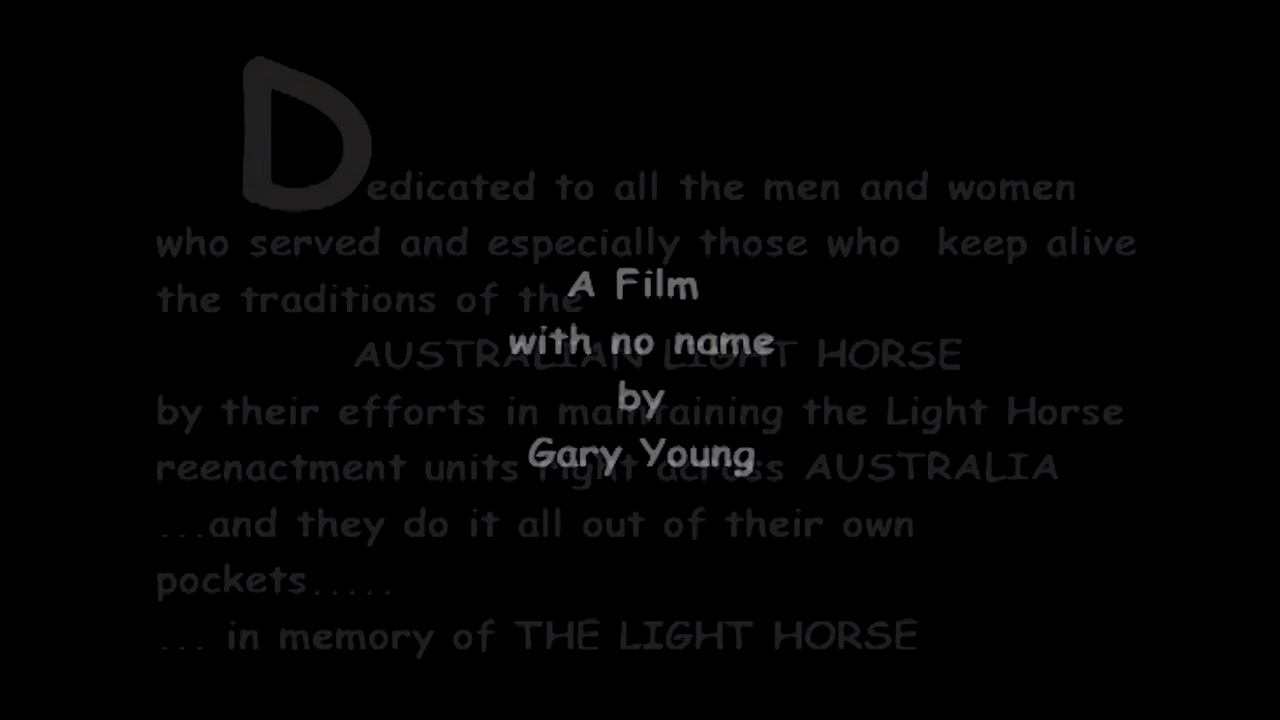 Dedicated to all the men and women
who served and especially those who keep alive
the traditions of the
AUSTRALIAN LIGHT HORSE
by their efforts in maintaining the Light Horse
reenactment units right across AUSTRALIA
...and they do it all out of their own
pockets.....
... in memory of THE LIGHT HORSE
A Film
with no name
by
Gary Young